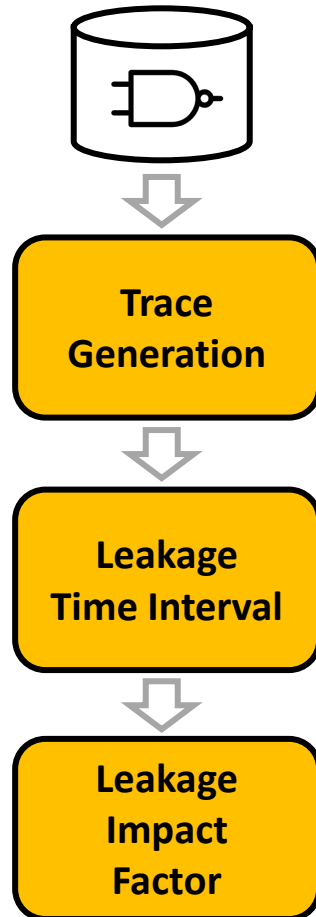 Trace
Generation
Leakage
Time Interval
Leakage
Impact
Factor